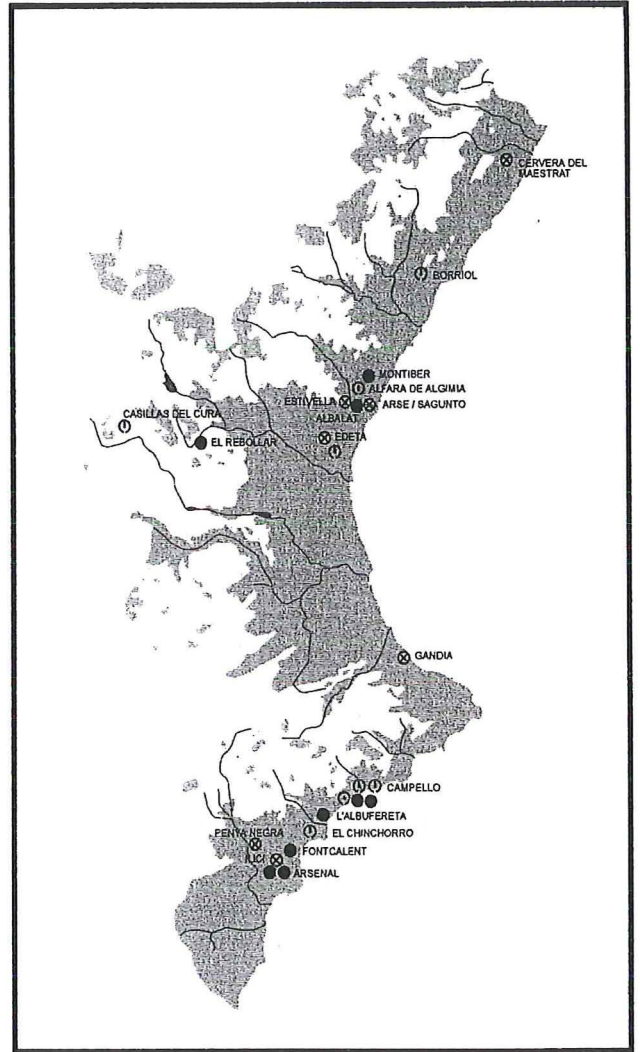 CERVERA DEL
MAESTRAT
BORRIOL
MONTIBER
ALFARA DE ALGIMIA
ESTIVELLA
ARSE / SAGUNTO
ALBALAT
CASILLAS DEL CURA
EDETA
EL REBOLLAR
GANDIA
CAMPELLO
L'ALBUFERETA
PENYA NEGRA
EL CHINCHORRO
ILICI
FONTCALENT
ARSENAL